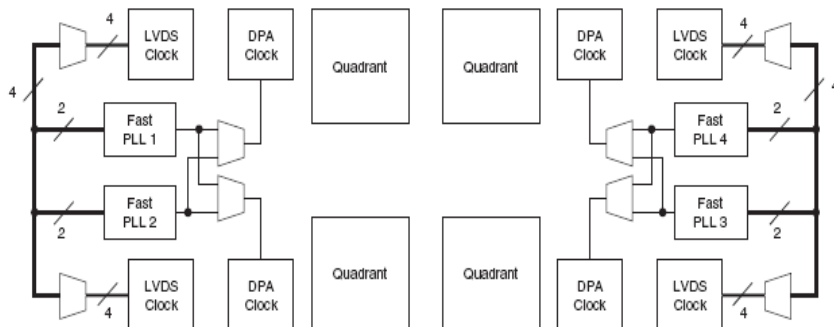 4
LVDS
Clock
DPA
Clock
Quadrant
Quadrant
DPA
Clock
LVDS
Clock
4
4
4
2
Fast
PLL 1
Fast
PLL 4
2
2
Fast
PLL 2
Fast
PLL 3
2
4
LVDS
Clock
DPA
Clock
Quadrant
Quadrant
DPA
Clock
LVDS
Clock
4